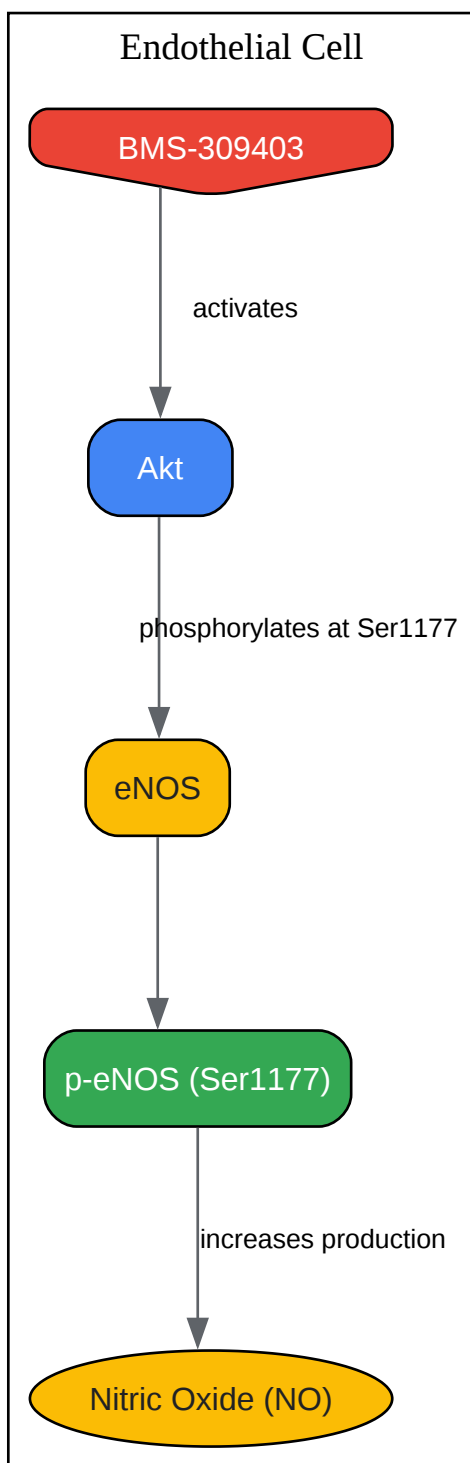 Endothelial Cell
BMS-309403
activates
Akt
phosphorylates at Ser1177
eNOS
p-eNOS (Ser1177)
increases production
Nitric Oxide (NO)